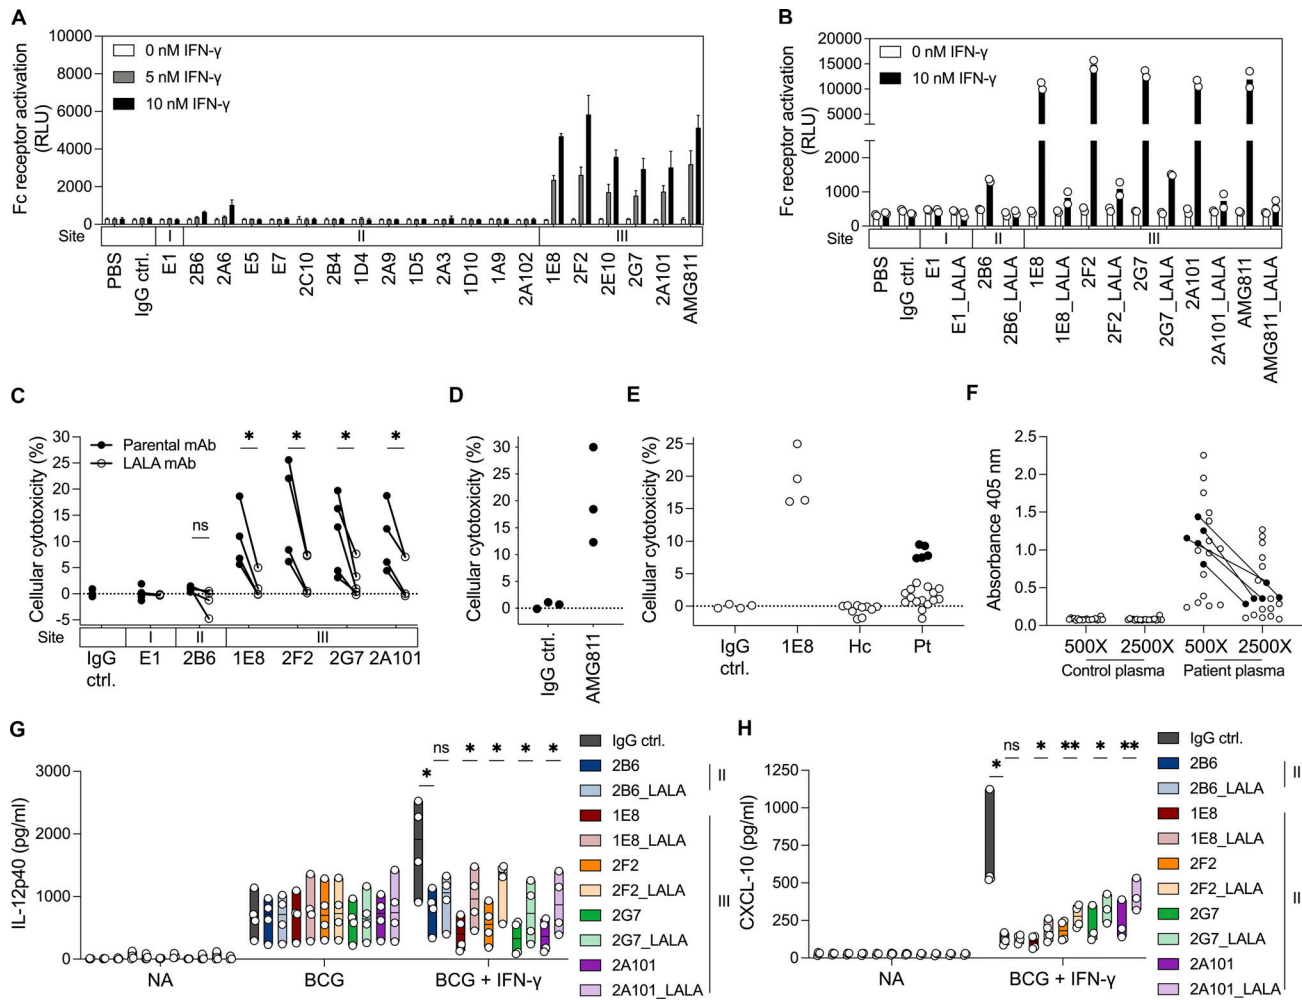 A
Fc receptor activation
(RLU)
10000
8000
6000
4000
2000
0
0 nM IFN-γ
5 nM IFN-γ
10 nM IFN-γ
Site
I
II
III
PBS
IgG ctrl.
E1
2B6
2A6
E5
E7
2C10
2B4
1D4
2A9
1D5
2A3
1D10
1A9
2A102
1E8
2F2
2E10
2G7
2A101
AMG811
B
Fc receptor activation
(RLU)
20000
15000
10000
5000
2000
1000
0
0 nM IFN-γ
10 nM IFN-γ
Site
I
II
III
PBS
IgG ctrl.
E1
E1_LALA
2B6
2B6_LALA
1E8
1E8_LALA
2F2
2F2_LALA
2G7
2G7_LALA
2A101
2A101_LALA
AMG811
AMG811_LALA
C
Cellular cytotoxicity (%)
30
25
20
15
10
5
0
-5
Parental mAb
LALA mAb
ns
*
*
*
*
Site
I
II
III
IgG
ctrl.
E1
2B6
1E8
2F2
2G7
2A101
D
Cellular cytotoxicity (%)
30
25
20
15
10
5
0
IgG ctrl.
AMG811
E
Cellular cytotoxicity (%)
25
20
15
10
5
0
IgG
ctrl.
1E8
Hc
Pt
F
Absorbance 405 nm
2.5
2.0
1.5
1.0
0.5
0.0
500X 2500X
500X 2500X
Control plasma
Patient plasma
G
IL-12p40 (pg/ml)
3000
2000
1000
0
* ns * * * *
NA
BCG
BCG + IFN-γ
IgG ctrl.
2B6
2B6_LALA
1E8
1E8_LALA
2F2
2F2_LALA
2G7
2G7_LALA
2A101
2A101_LALA
II
III
H
CXCL-10 (pg/ml)
1250
1000
750
500
250
0
* ns * ** * **
NA
BCG + IFN-γ
IgG ctrl.
2B6
2B6_LALA
1E8
1E8_LALA
2F2
2F2_LALA
2G7
2G7_LALA
2A101
2A101_LALA
II
II